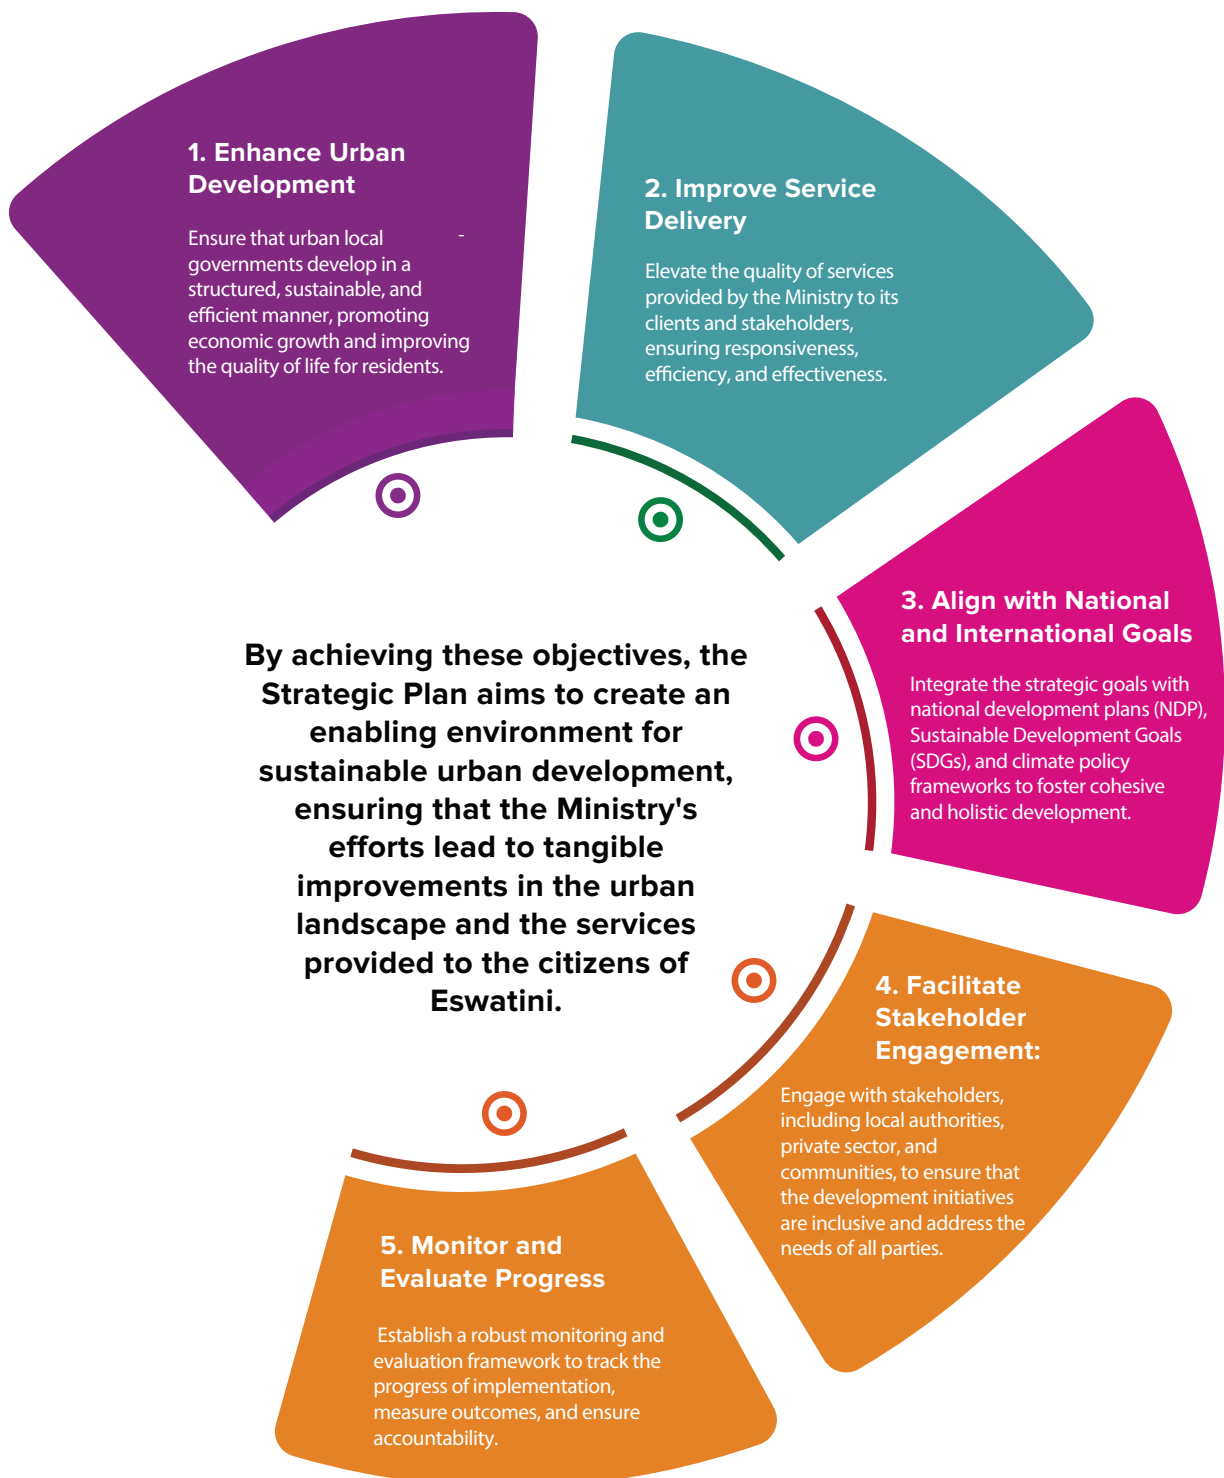 1. Enhance Urban
Development
Ensure that urban local -
governments develop in a
structured, sustainable, and
efficient manner, promoting
economic growth and improving
the quality of life for residents.
2. Improve Service
Delivery
Elevate the quality of services
provided by the Ministry to its
clients and stakeholders,
ensuring responsiveness,
efficiency, and effectiveness.
3. Align with National
and International Goals
Integrate the strategic goals with
national development plans (NDP),
Sustainable Development Goals
(SDGs), and climate policy
frameworks to foster cohesive
and holistic development.
By achieving these objectives, the
Strategic Plan aims to create an
enabling environment for
sustainable urban development,
ensuring that the Ministry's
efforts lead to tangible
improvements in the urban
landscape and the services
provided to the citizens of
Eswatini.
4. Facilitate
Stakeholder
Engagement:
Engage with stakeholders,
including local authorities,
private sector, and
communities, to ensure that
the development initiatives
are inclusive and address the
needs of all parties.
5. Monitor and
Evaluate Progress
Establish a robust monitoring and
evaluation framework to track the
progress of implementation,
measure outcomes, and ensure
accountability.